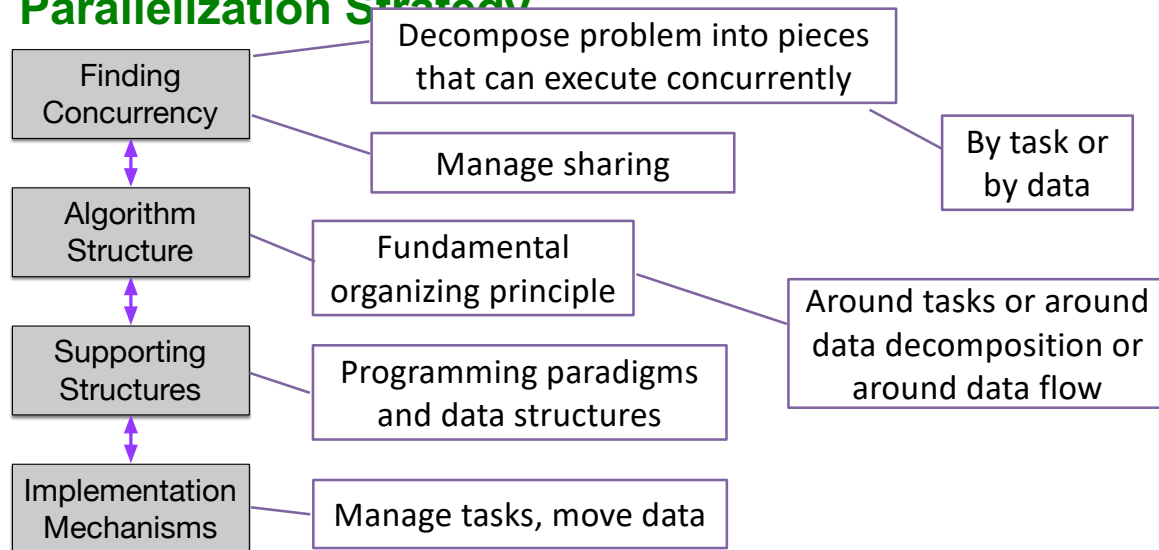 Parallelization Strategy
Finding
Concurrency
Decompose problem into pieces
that can execute concurrently
Manage sharing
By task or
by data
Algorithm
Structure
Fundamental
organizing principle
Around tasks or around
data decomposition or
around data flow
Supporting
Structures
Programming paradigms
and data structures
Implementation
Mechanisms
Manage tasks, move data